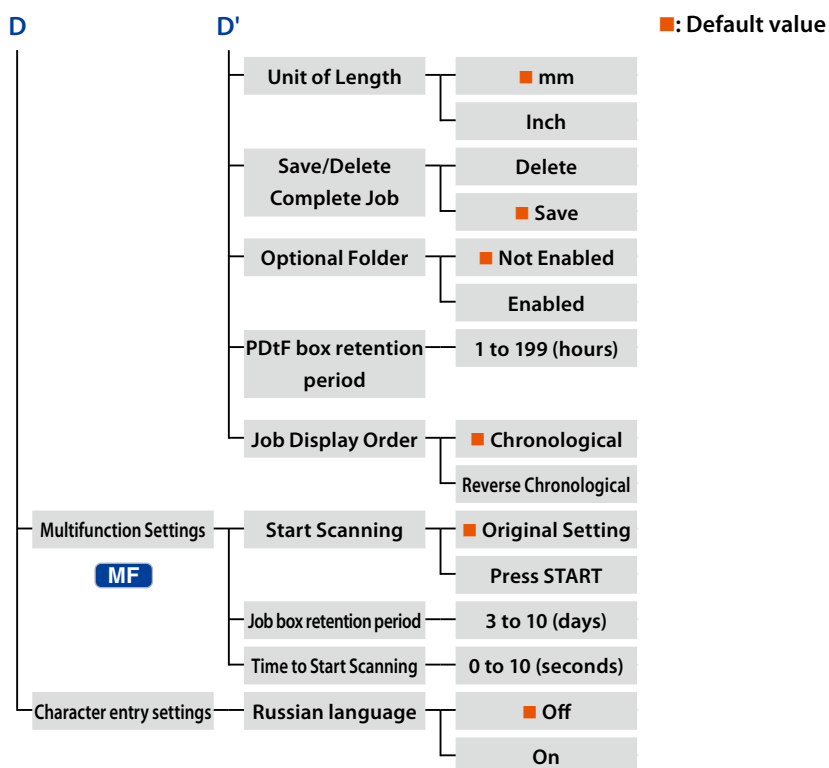 D D' ■: Default value
Unit of Length ■ mm
Inch
Save/Delete
Complete Job
Delete
■ Save
Optional Folder ■ Not Enabled
Enabled
PDtF box retention
period
1 to 199 (hours)
Job Display Order ■ Chronological
Reverse Chronological
Multifunction Settings Start Scanning ■ Original Setting
MF Press START
Job box retention period 3 to 10 (days)
Time to Start Scanning 0 to 10 (seconds)
Character entry settings Russian language ■ Off
On